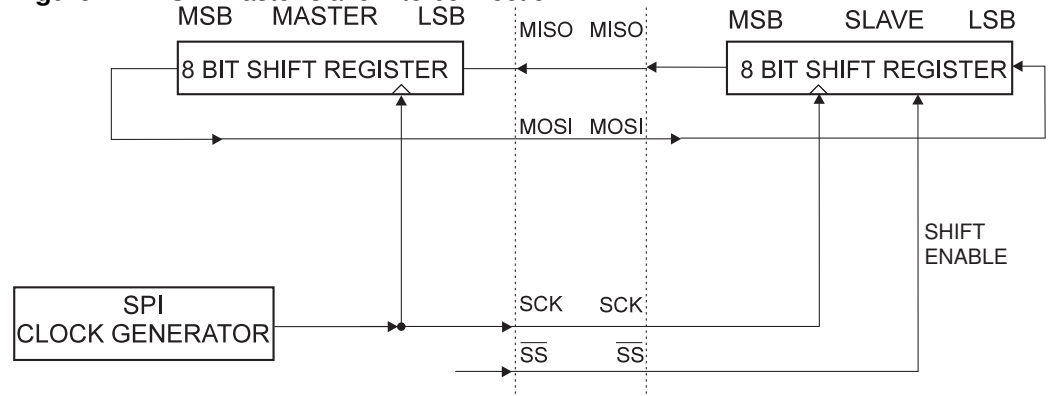 MSB MASTER LSB
MISO MISO
MSB SLAVE LSB
8 BIT SHIFT REGISTER
8 BIT SHIFT REGISTER
MOSI MOSI
SHIFT
ENABLE
SPI
CLOCK GENERATOR
SCK SCK
SS SS